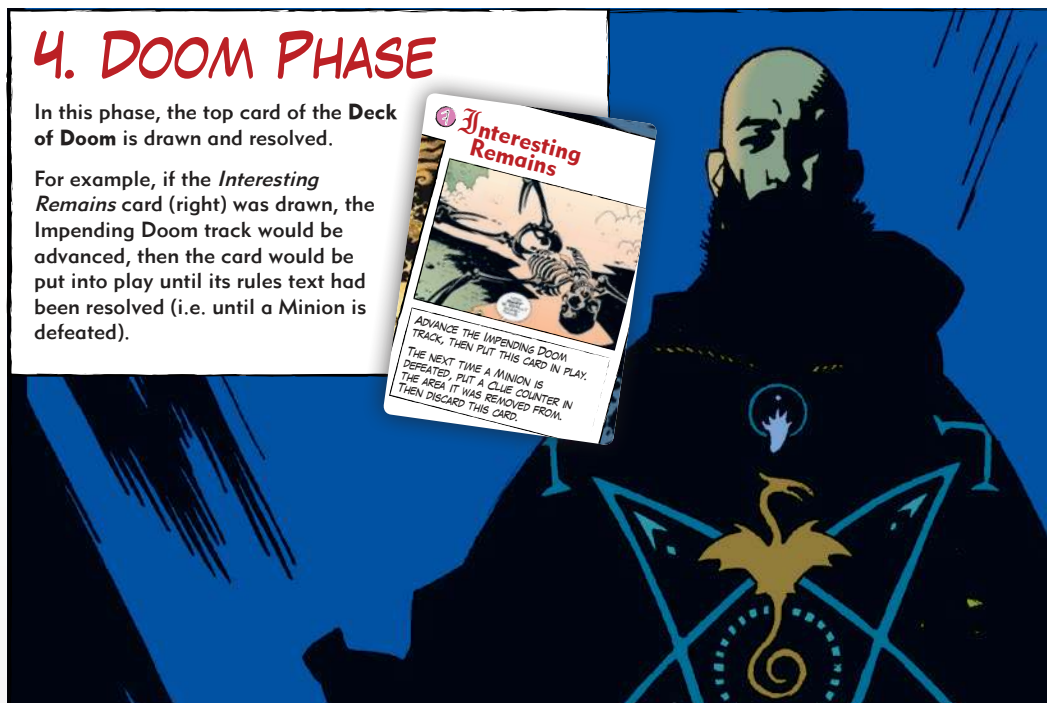 4. DOOM PHASE
In this phase, the top card of the Deck
of Doom is drawn and resolved.
For example, if the Interesting
Remains card (right) was drawn, the
Impending Doom track would be
advanced, then the card would be
put into play until its rules text had
been resolved (i.e. until a Minion is
defeated).
Interesting
Remains
ADVANCE THE IMPENDING DOOM
TRACK, THEN PUT THIS CARD IN PLAY.
THE NEXT TIME A MINION IS
DEFEATED, PUT A CLUE COUNTER IN
THE AREA IT WAS REMOVED FROM.
THEN DISCARD THIS CARD.